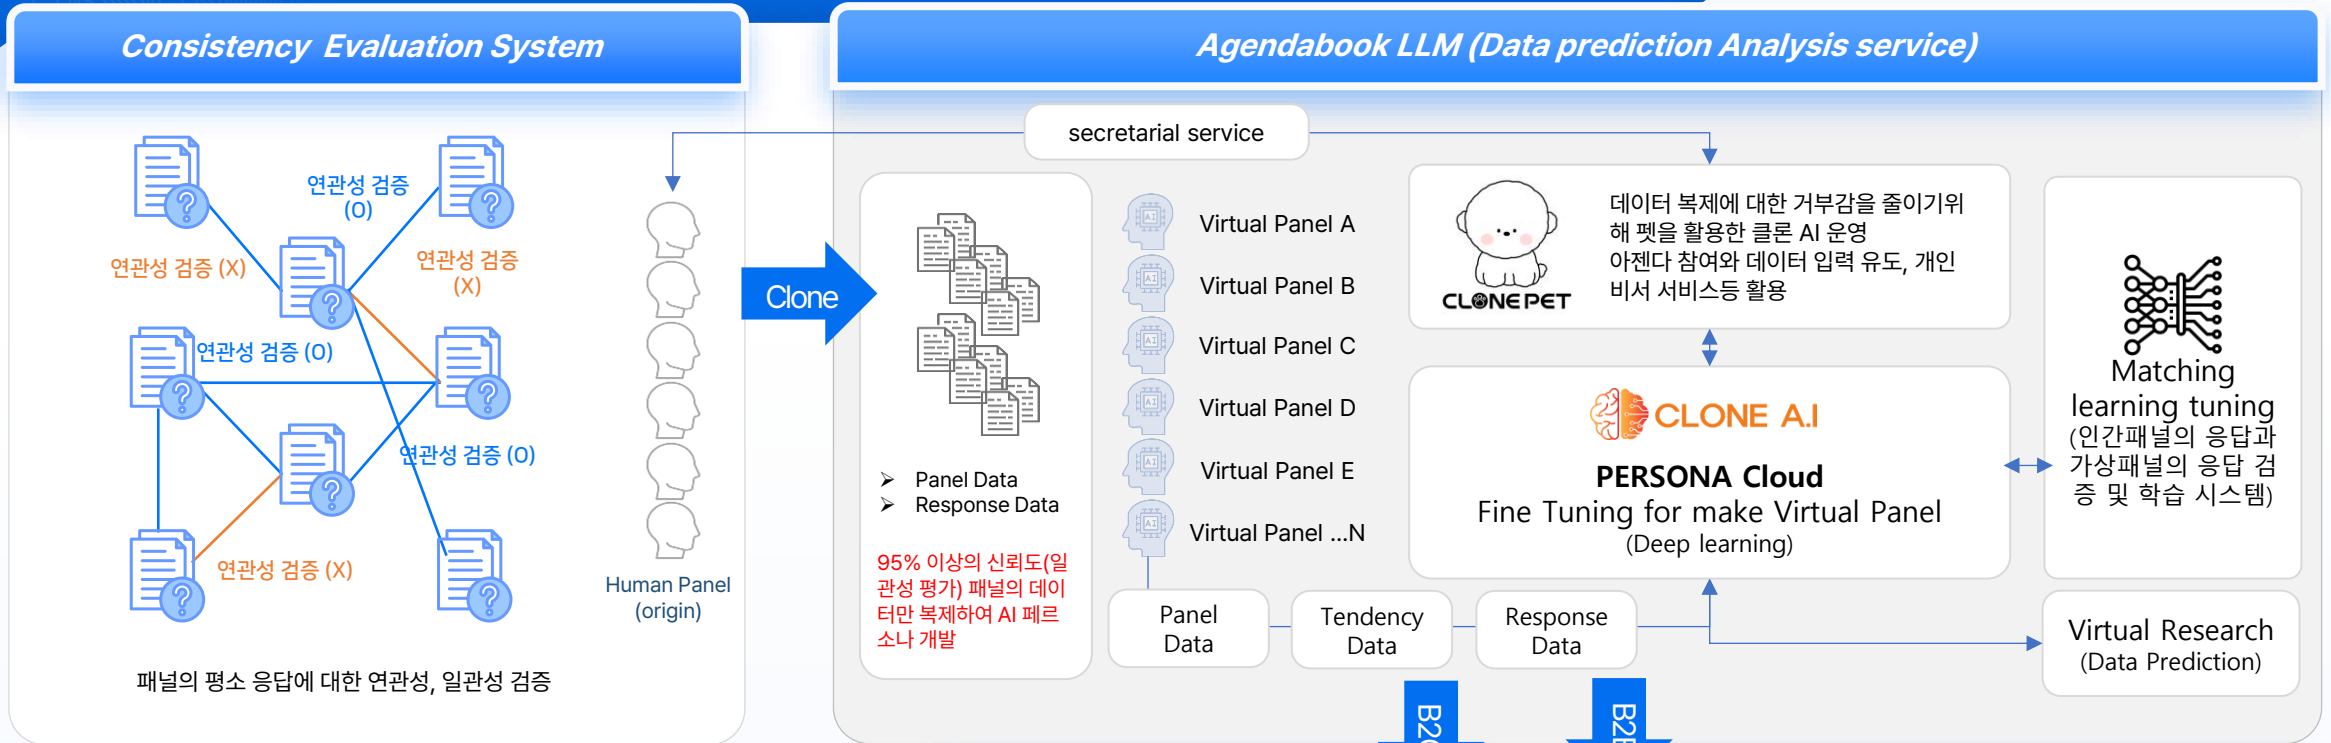 Consistency Evaluation System
연관성 검증
(O)
연관성 검증 (X)
연관성 검증
(X)
연관성 검증 (O)
연관성 검증 (O)
연관성 검증 (X)
패널의 평소 응답에 대한 연관성, 일관성 검증
Human Panel
(origin)
Clone
Agendabook LLM (Data prediction Analysis service)
secretarial service
➢ Panel Data
➢ Response Data
95% 이상의 신뢰도(일
관성 평가) 패널의 데이
터만 복제하여 AI 페르
소나 개발
AI
Virtual Panel A
AI
Virtual Panel B
AI
Virtual Panel C
AI
Virtual Panel D
AI
Virtual Panel E
AI
Virtual Panel ...N
Panel
Data
Tendency
Data
Response
Data
CLONE PET
데이터 복제에 대한 거부감을 줄이기위
해 펫을 활용한 클론 AI 운영
아젠다 참여와 데이터 입력 유도, 개인
비서 서비스등 활용
CLONE A.I
PERSONA Cloud
Fine Tuning for make Virtual Panel
(Deep learning)
Matching
learning tuning
(인간패널의 응답과
가상패널의 응답 검
증 및 학습 시스템)
Virtual Research
(Data Prediction)